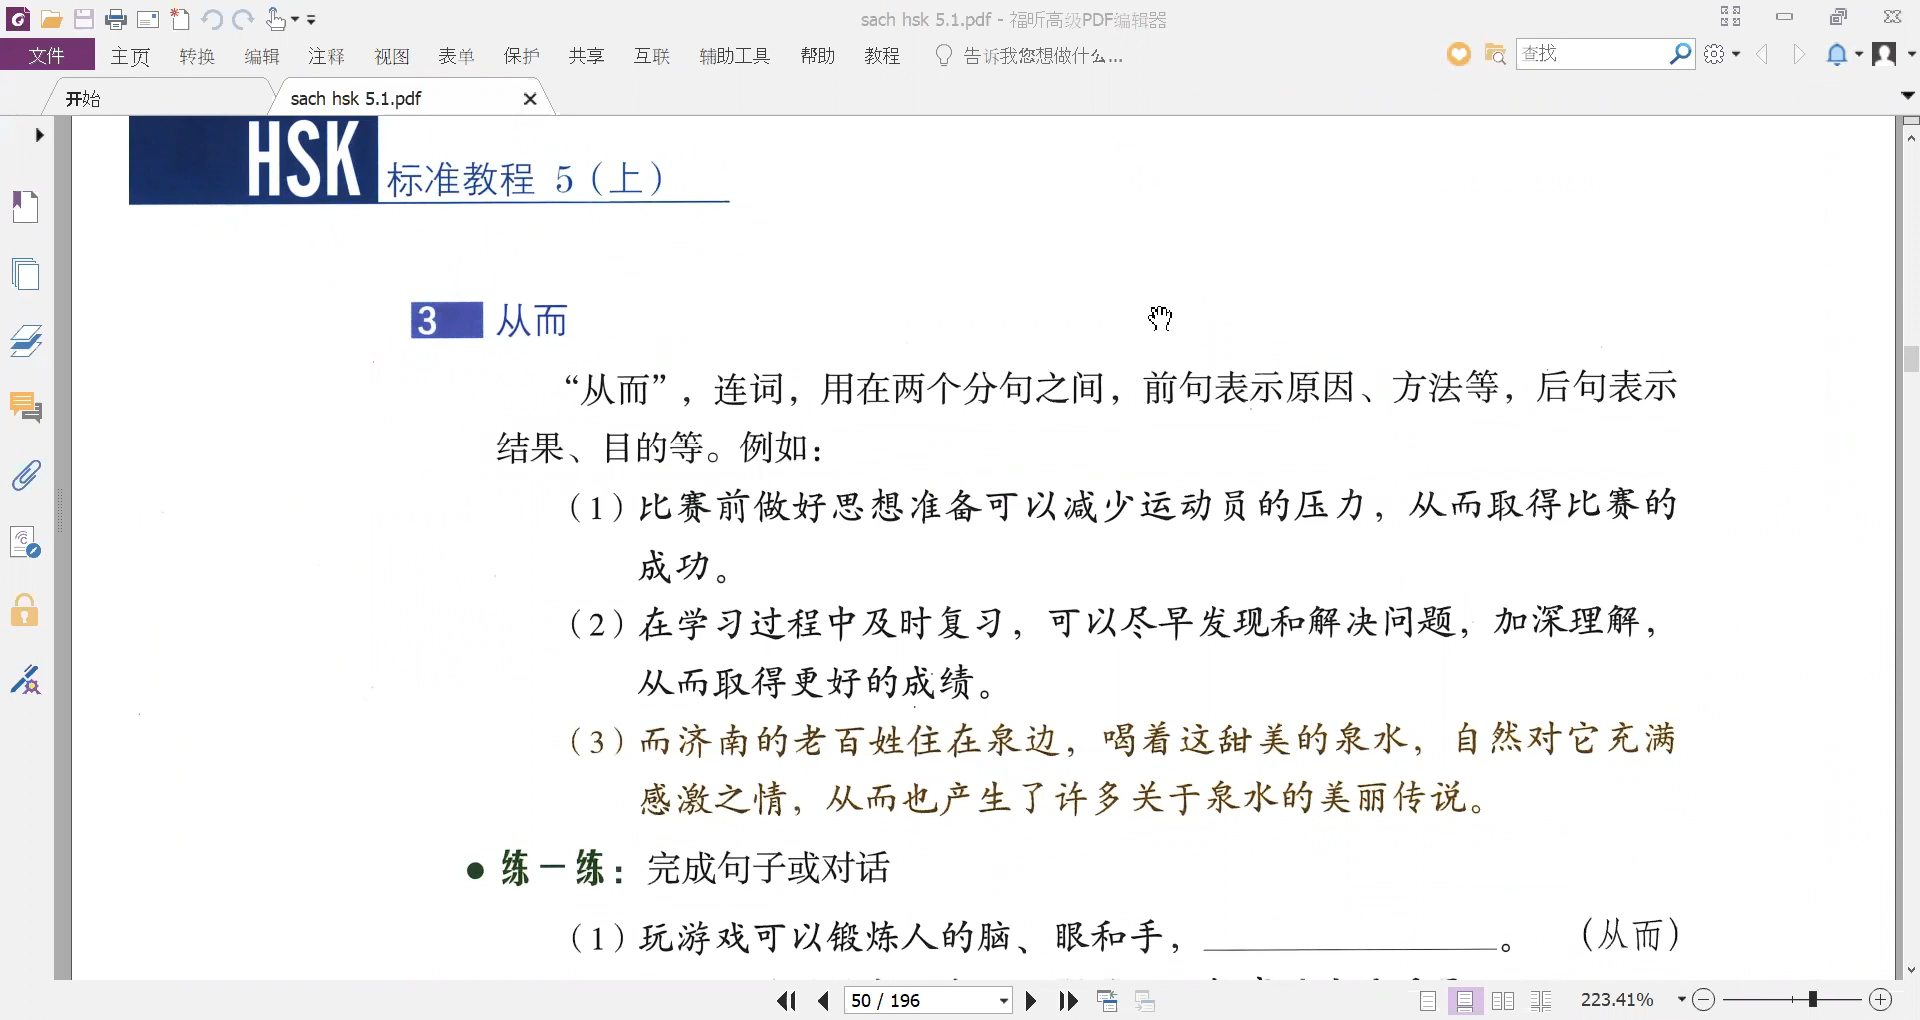 sach hsk 5.1.pdf - 福昕高级PDF编辑器
文件 主页 转换 编辑 注释 视图 表单 保护 共享 互联 辅助工具 帮助 教程 告诉我您想做什么... 查找
开始 sach hsk 5.1.pdf
HSK 标准教程 5（上）
3 从而
“从而”，连词，用在两个分句之间，前句表示原因、方法等，后句表示
结果、目的等。例如：
（1）比赛前做好思想准备可以减少运动员的压力，从而取得比赛的
成功。
（2）在学习过程中及时复习，可以尽早发现和解决问题，加深理解，
从而取得更好的成绩。
（3）而济南的老百姓住在泉边，喝着这甜美的泉水，自然对它充满
感激之情，从而也产生了许多关于泉水的美丽传说。
● 练一练：完成句子或对话
（1）玩游戏可以锻炼人的脑、眼和手，________________。 （从而）
50 / 196 223.41%